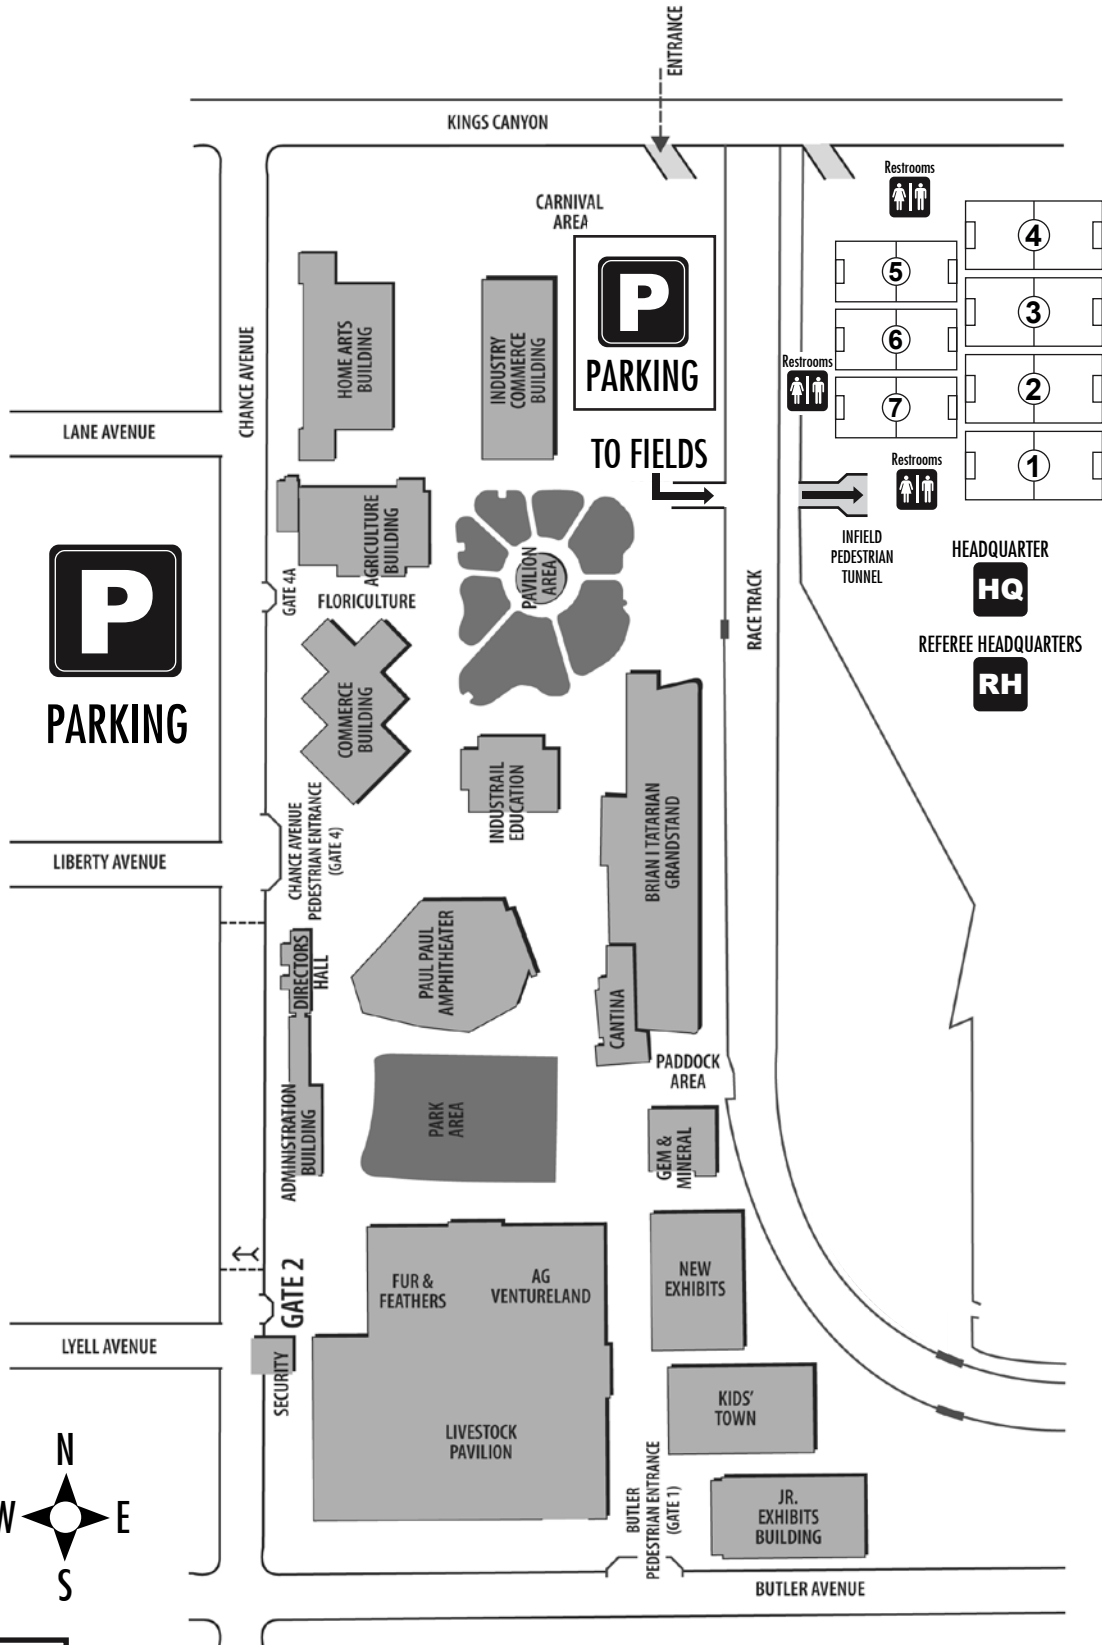 ENTRANCE
KINGS CANYON
CARNIVAL
AREA
Restrooms
4
5
3
6
Restrooms
2
7
1
P
PARKING
CHANCE AVENUE
HOME ARTS
BUILDING
INDUSTRY
COMMERCE
BUILDING
LANE AVENUE
TO FIELDS
Restrooms
INFIELD
PEDESTRIAN
TUNNEL
HEADQUARTER
HQ
REFEREE HEADQUARTERS
RH
AGRICULTURE
BUILDING
PAVILION
AREA
GATE 4A
FLORICULTURE
RACE TRACK
P
PARKING
COMMERCE
BUILDING
INDUSTRAIL
EDUCATION
BRIAN I TATARIAN
GRANDSTAND
CHANCE AVENUE
PEDESTRIAN ENTRANCE
(GATE 4)
LIBERTY AVENUE
DIRECTORS
HALL
PAUL PAUL
AMPHITHEATER
CANTINA
PADDOCK
AREA
ADMINISTRATION
BUILDING
PARK
AREA
GEM &
MINERAL
GATE 2
FUR &
FEATHERS
AG
VENTURELAND
NEW
EXHIBITS
LYELL AVENUE
SECURITY
KIDS'
TOWN
LIVESTOCK
PAVILION
N
W
E
S
BUTLER
PEDESTRIAN ENTRANCE
(GATE 1)
JR.
EXHIBITS
BUILDING
BUTLER AVENUE